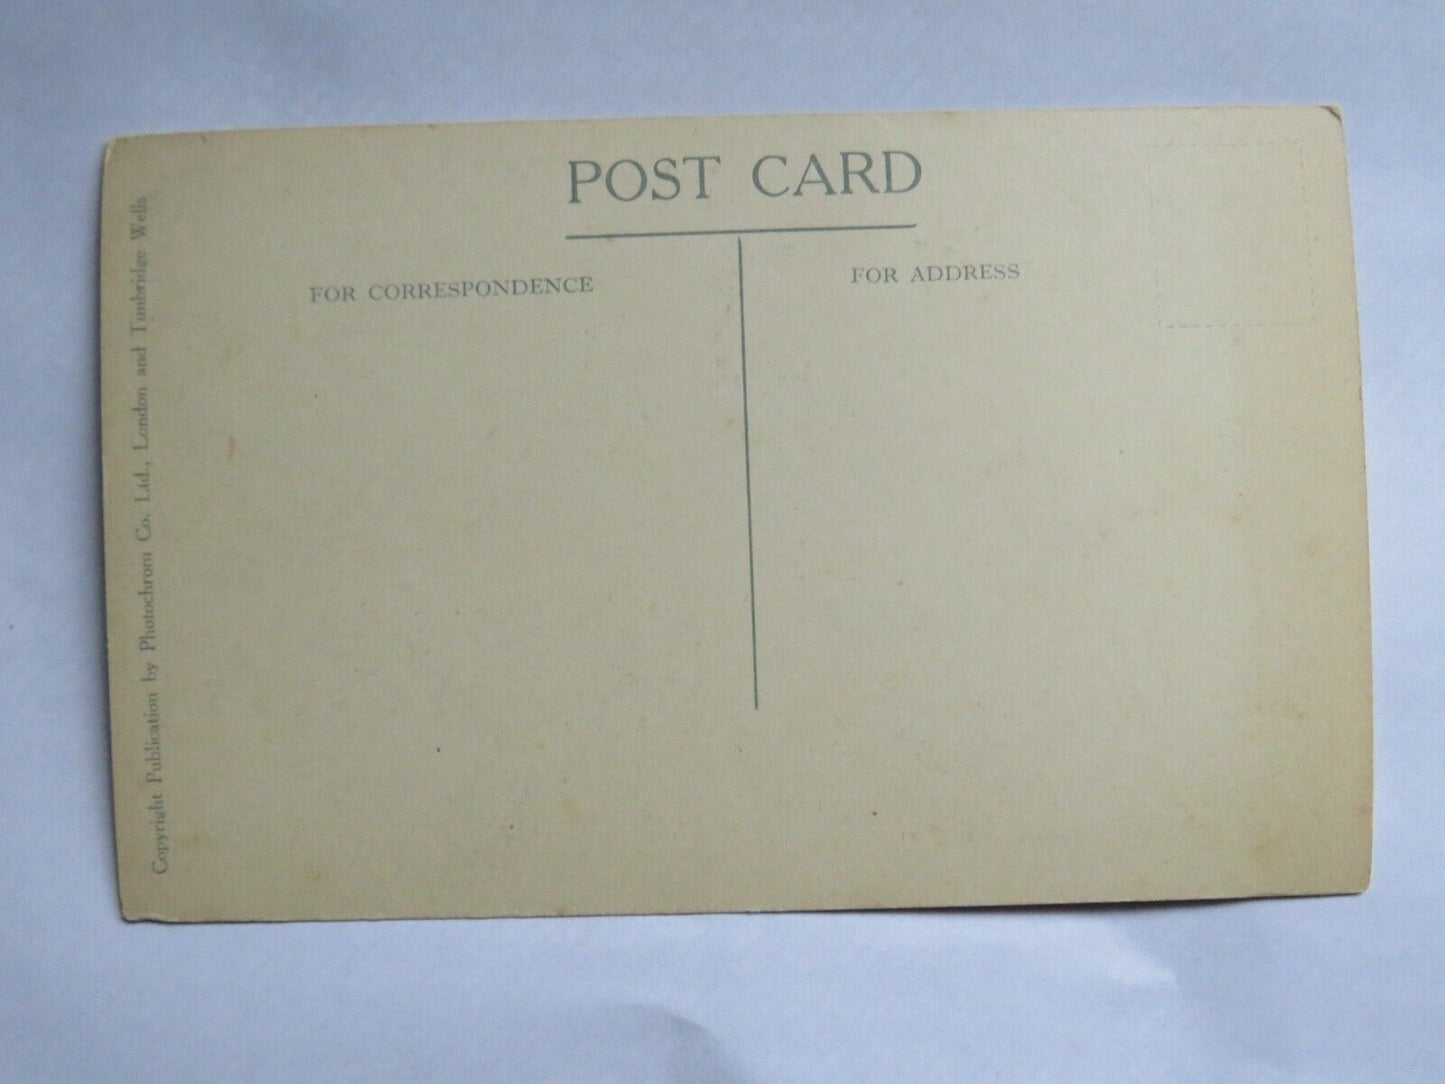 POST CARD
FOR CORRESPONDENCE
FOR ADDRESS
Copyright Publication by Photochrom Co. Ltd., London and Tunbridge Wells